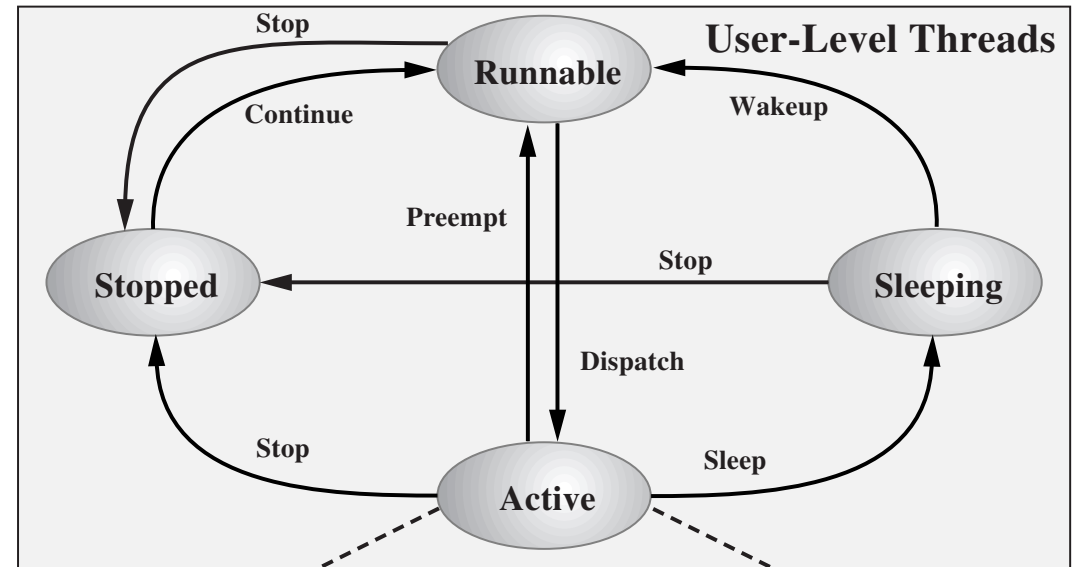 User-Level Threads
Stop
Runnable
Continue
Wakeup
Preempt
Stop
Stopped
Sleeping
Dispatch
Stop
Sleep
Active